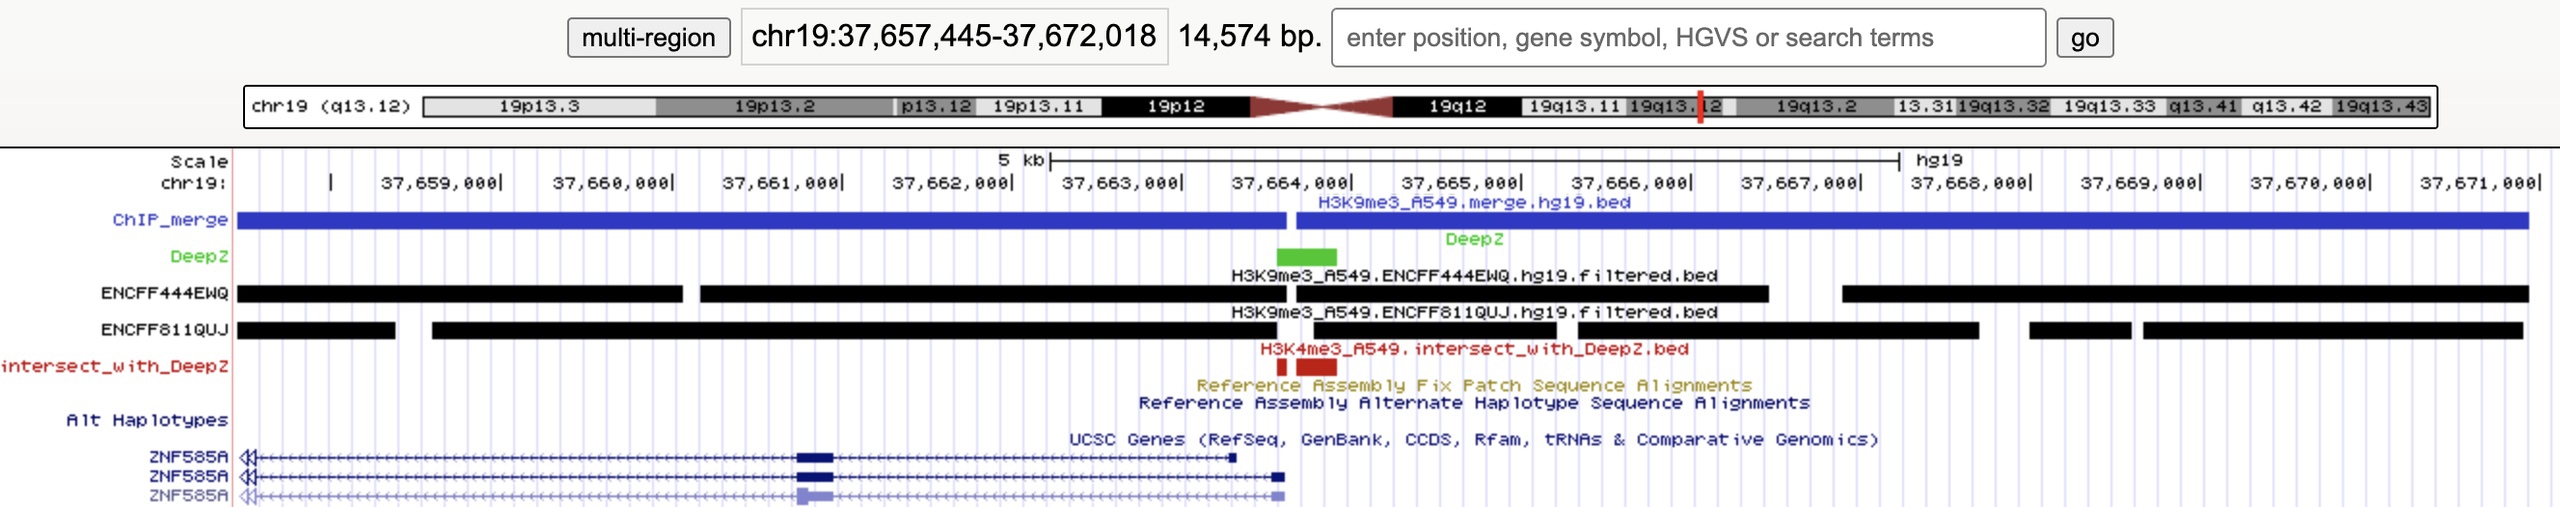 multi-region chr19:37,657,445-37,672,018 14,574 bp. enter position, gene symbol, HGVS or search terms go
chr19 (q13.12) 19p13.3 19p13.2 p13.12 19p13.11 19p12 19q12 19q13.11 19q13.12 19q13.2 13.31 19q13.32 19q13.33 q13.41 q13.42 19q13.43
Scale 5 kb hg19
chr19: 37,659,000 37,660,000 37,661,000 37,662,000 37,663,000 37,664,000 37,665,000 37,666,000 37,667,000 37,668,000 37,669,000 37,670,000 37,671,000
H3K9me3_A549.merge.hg19.bed
ChIP_merge
DeepZ
DeepZ
H3K9me3_A549.ENCFF444EWQ.hg19.filtered.bed
ENCFF444EWQ
H3K9me3_A549.ENCFF811QUJ.hg19.filtered.bed
ENCFF811QUJ
H3K4me3_A549.intersect_with_DeepZ.bed
intersect_with_DeepZ
Reference Assembly Fix Patch Sequence Alignments
Reference Assembly Alternate Haplotype Sequence Alignments
Alt Haplotypes
UCSC Genes (RefSeq, GenBank, CCDS, Rfam, tRNAs & Comparative Genomics)
ZNF585A
ZNF585A
ZNF585A